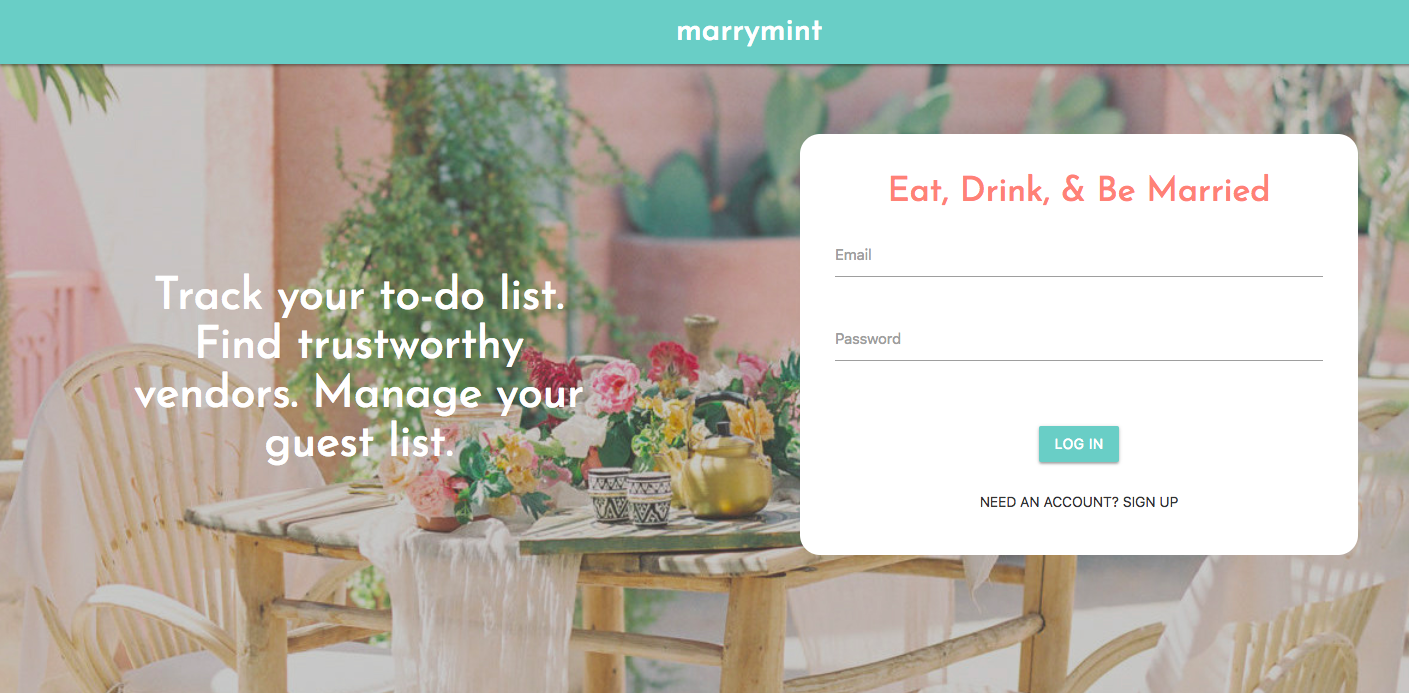 marrymint
Track your to-do list.
Find trustworthy
vendors. Manage your
guest list.
Eat, Drink, & Be Married
Email
Password
LOG IN
NEED AN ACCOUNT? SIGN UP